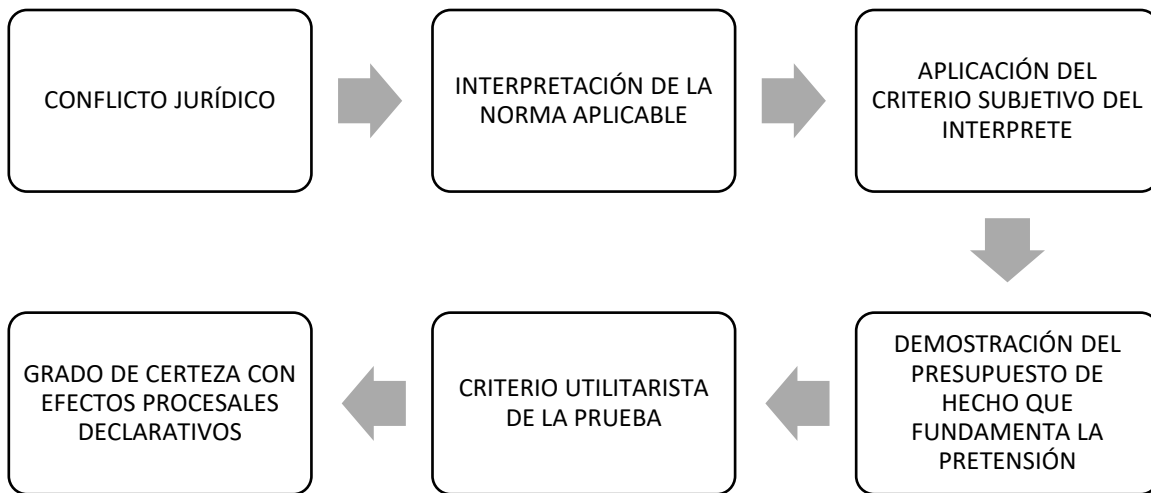 CONFLICTO JURÍDICO
INTERPRETACIÓN DE LA
NORMA APLICABLE
APLICACIÓN DEL
CRITERIO SUBJETIVO DEL
INTERPRETE
DEMOSTRACIÓN DEL
PRESUPUESTO DE
HECHO QUE
FUNDAMENTA LA
PRETENSIÓN
CRITERIO UTILITARISTA
DE LA PRUEBA
GRADO DE CERTEZA CON
EFECTOS PROCESALES
DECLARATIVOS